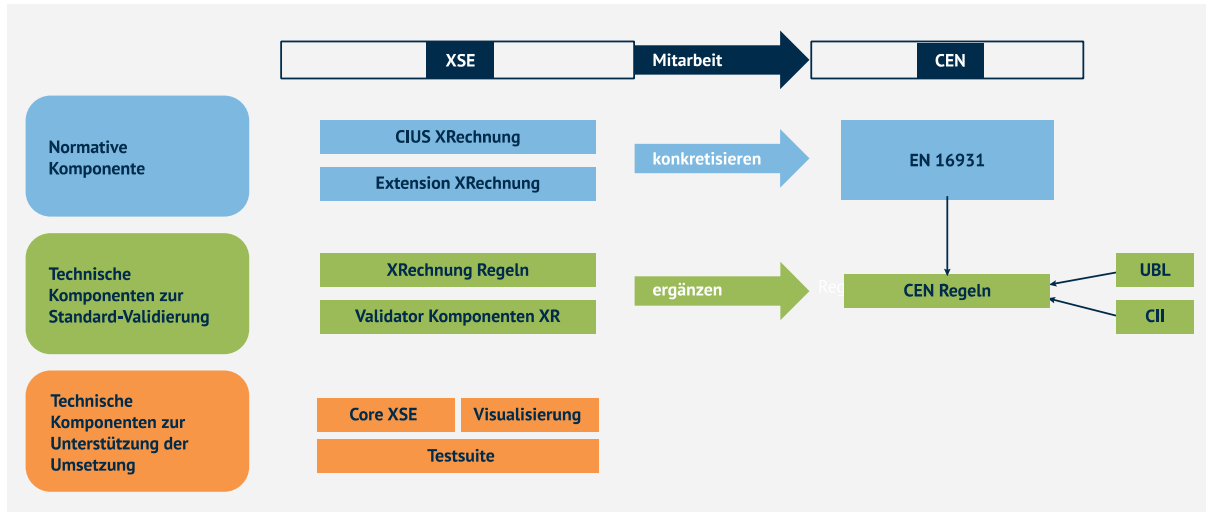 XSE
Mitarbeit
CEN
Normative
Komponente
CIUS XRechnung
Extension XRechnung
konkretisieren
EN 16931
Technische
Komponenten zur
Standard-Validierung
XRechnung Regeln
Validator Komponenten XR
ergänzen
CEN Regeln
UBL
CII
Technische
Komponenten zur
Unterstützung der
Umsetzung
Core XSE
Visualisierung
Testsuite